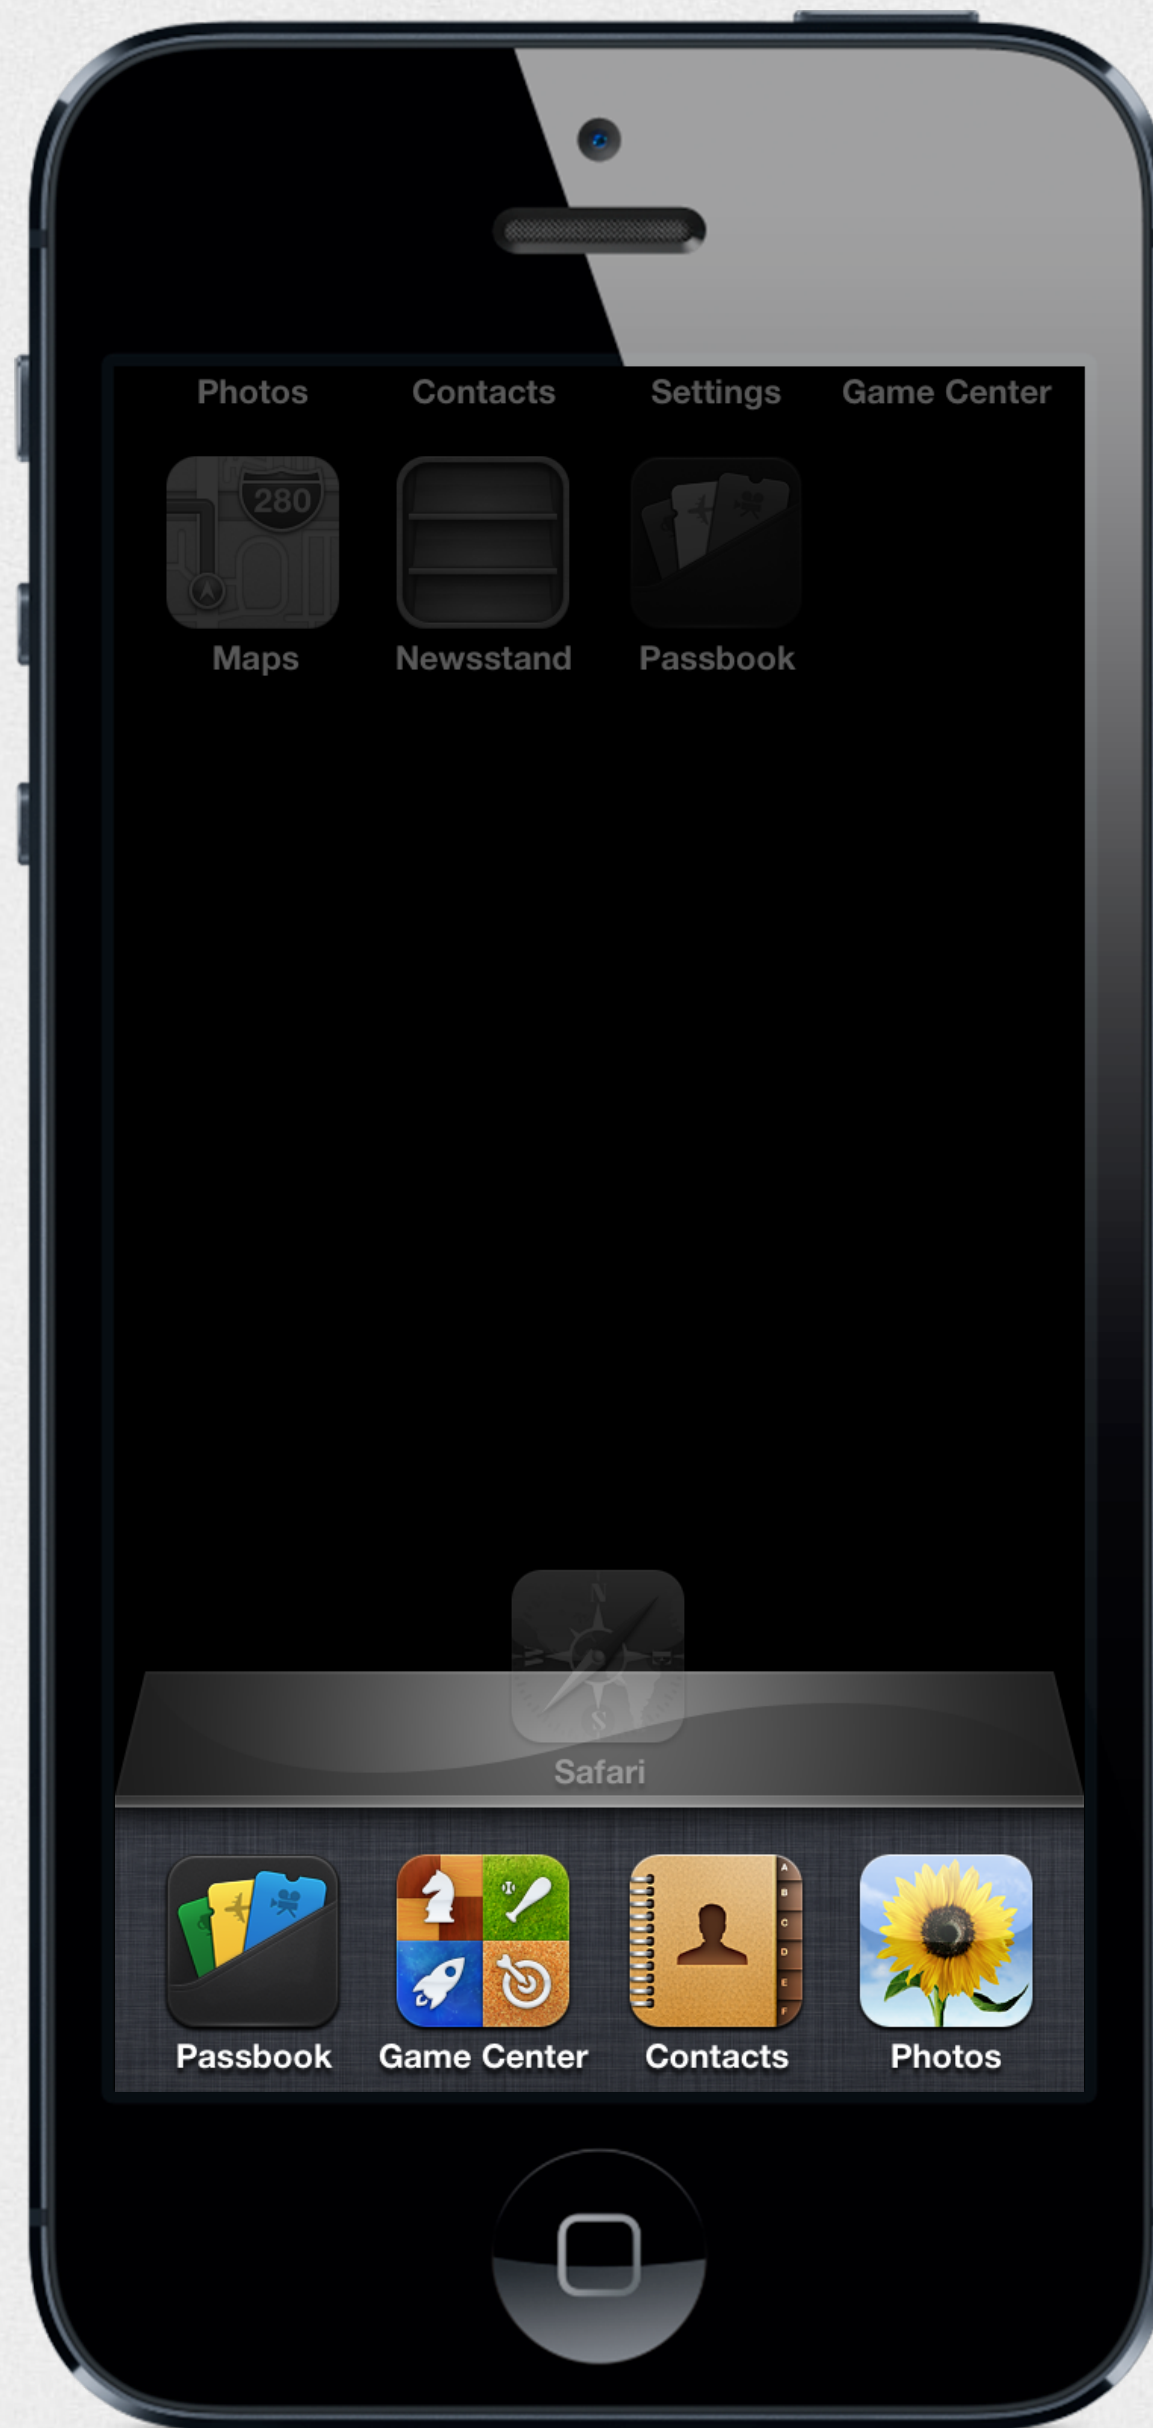 Photos Contacts Settings Game Center
280
Maps Newsstand Passbook
N
W E
S
Safari
A
B
C
D
E
F
Passbook Game Center Contacts Photos